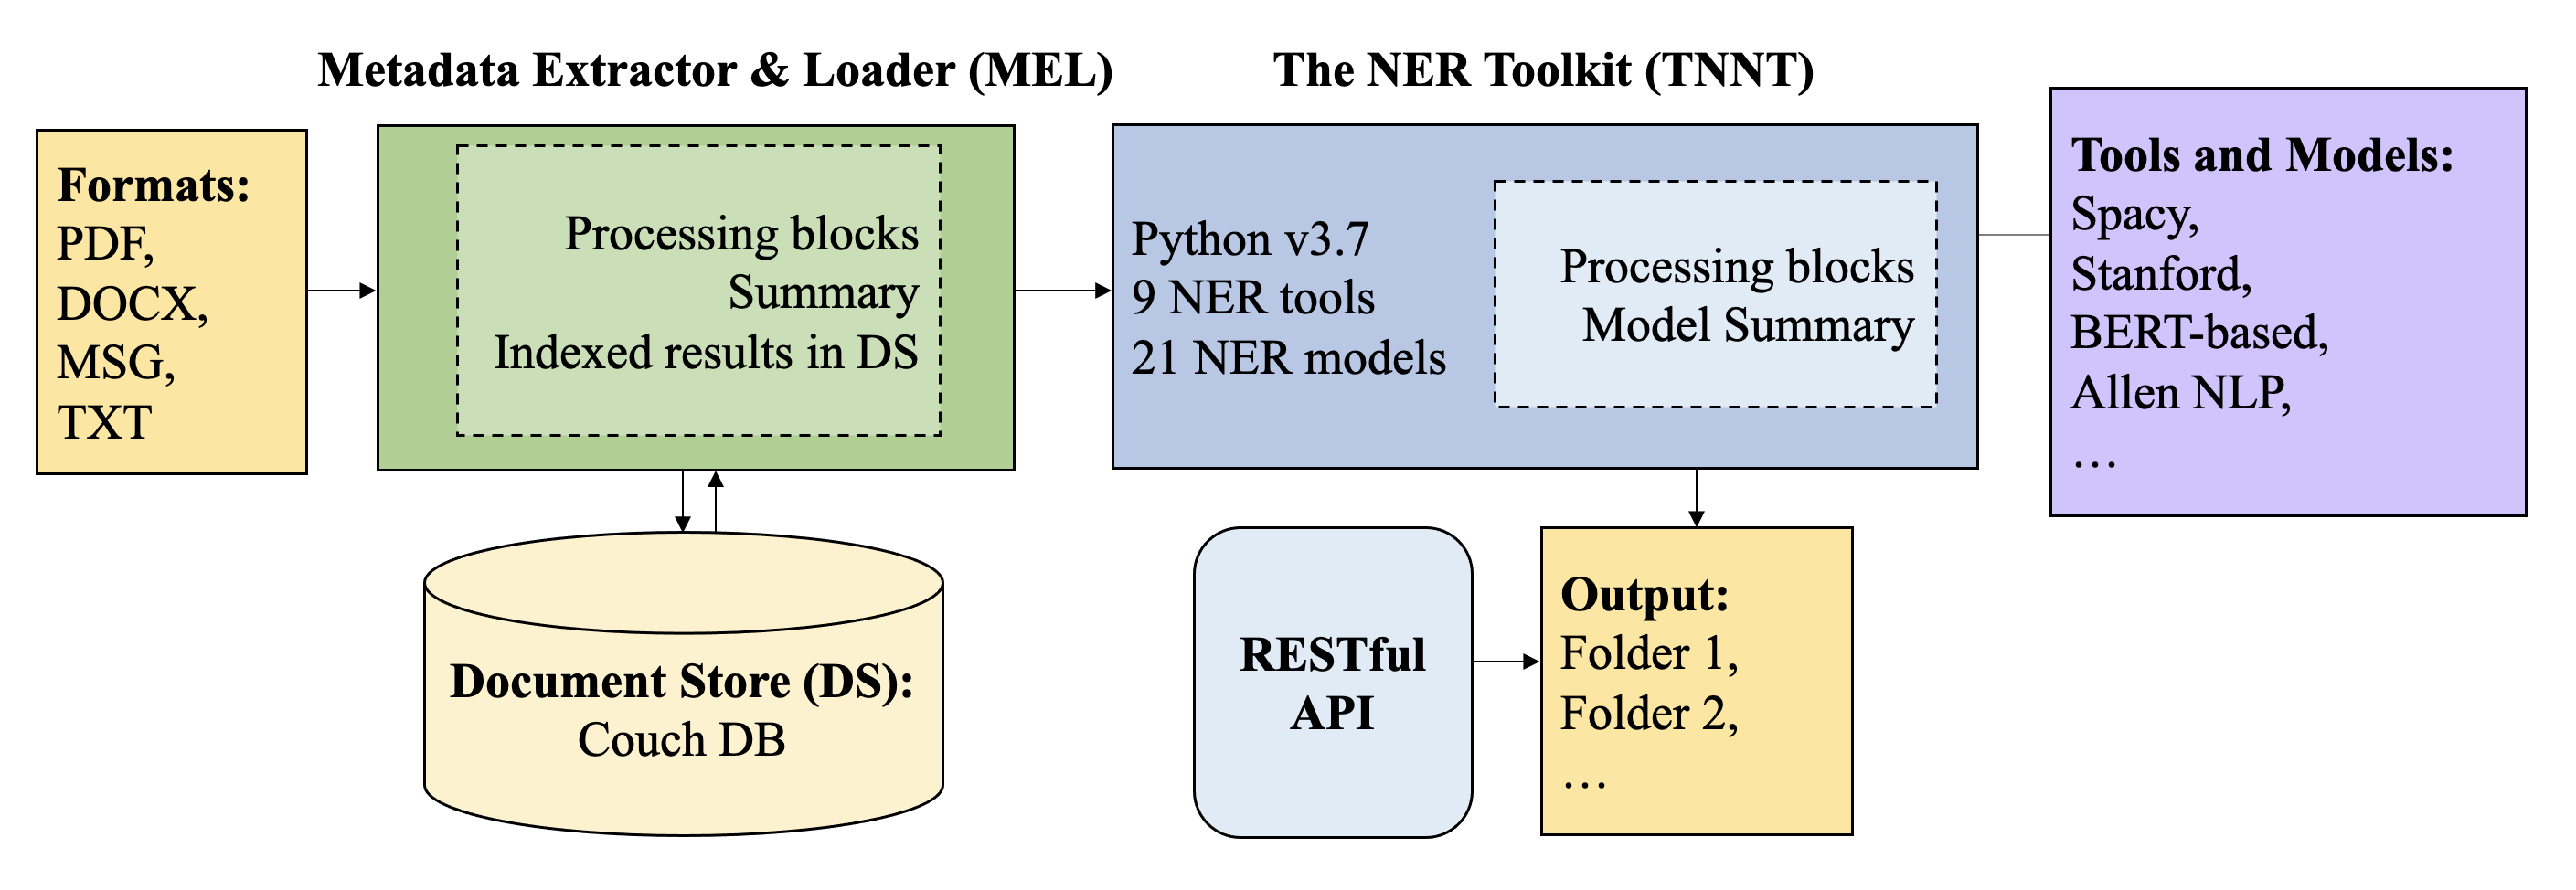 Metadata Extractor & Loader (MEL)
The NER Toolkit (TNNT)
Formats:
PDF,
DOCX,
MSG,
TXT
Processing blocks
Summary
Indexed results in DS
Python v3.7
9 NER tools
21 NER models
Processing blocks
Model Summary
Tools and Models:
Spacy,
Stanford,
BERT-based,
Allen NLP,
…
Document Store (DS):
Couch DB
RESTful
API
Output:
Folder 1,
Folder 2,
…